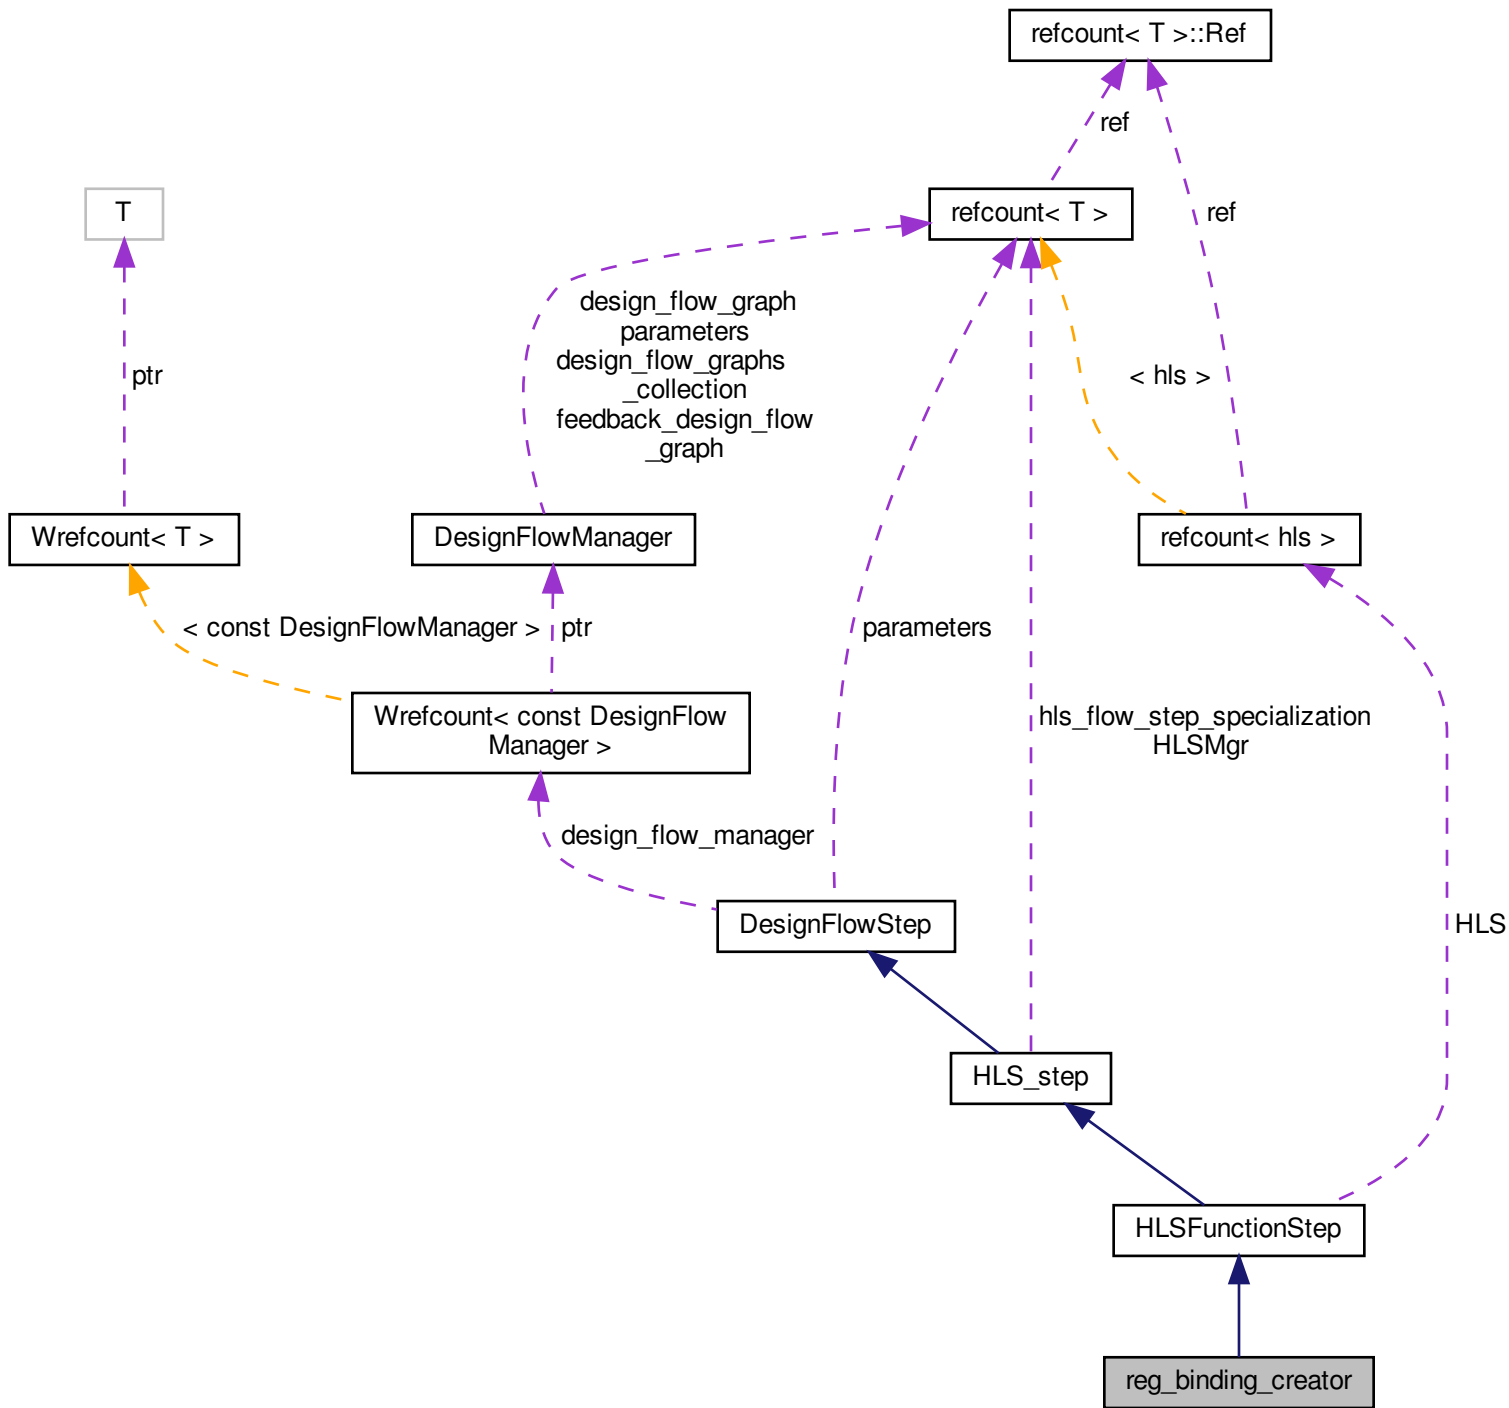 refcount< T >::Ref
ref
T
refcount< T >
ref
design_flow_graph
parameters
design_flow_graphs
_collection
feedback_design_flow
_graph
ptr
< hls >
Wrefcount< T >
DesignFlowManager
refcount< hls >
< const DesignFlowManager >
ptr
parameters
Wrefcount< const DesignFlow
Manager >
hls_flow_step_specialization
HLSMgr
design_flow_manager
DesignFlowStep
HLS
HLS_step
HLSFunctionStep
reg_binding_creator